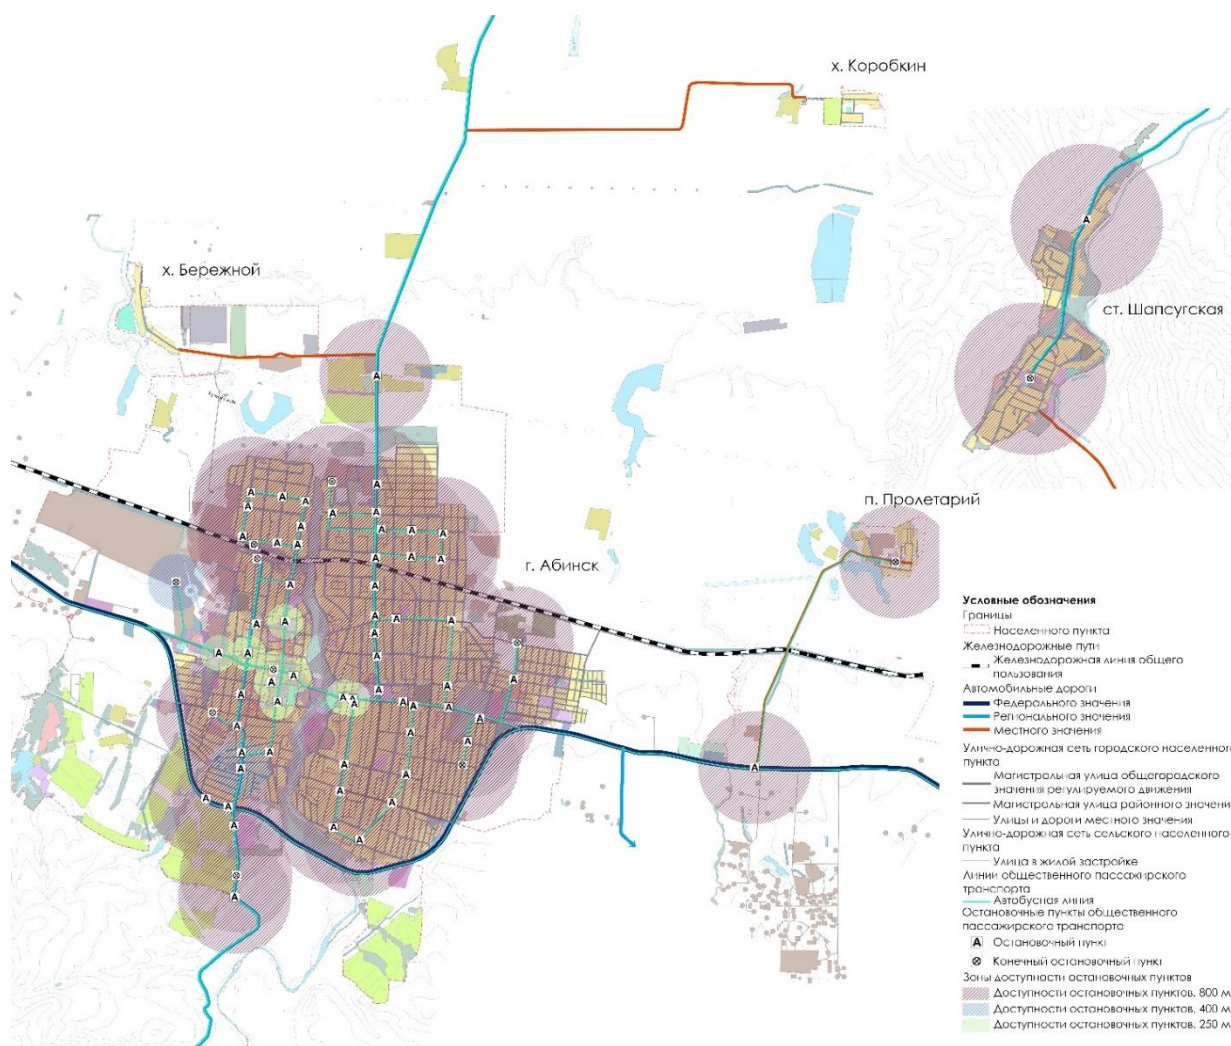 х. Коробкин
х. Бережной
ст. Шапсугская
п. Пролетарий
г. Абинск
Условные обозначения
Границы
Населенного пункта
Железнодорожные пути
Железнодорожная линия общего
пользования
Автомобильные дороги
Федерального значения
Регионального значения
Местного значения
Улично-дорожная сеть городского населенного
пункта
Магистральная улица общегородского
значения регулируемого движения
Магистральная улица районного значени
Улицы и дороги местного значения
Улично-дорожная сеть сельского населенного
пункта
Улица в жилой застройке
Линии общественного пассажирского
транспорта
Автобусная линия
Остановочные пункты общественного
пассажирского транспорта
А Остановочный пункт
Конечный остановочный пункт
Зоны доступности остановочных пунктов
Доступности остановочных пунктов, 800 м
Доступности остановочных пунктов, 400 м
Доступности остановочных пунктов, 250 м